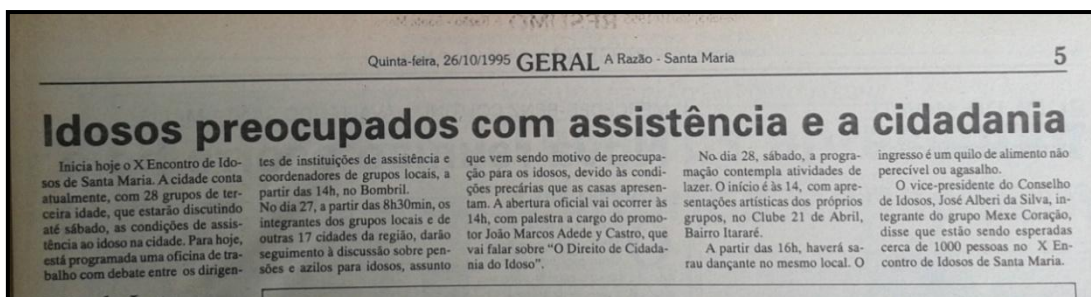 Quinta-feira, 26/10/1995 GERAL A Razão - Santa Maria 5
Idosos preocupados com assistência e a cidadania
Inicia hoje o X Encontro de Ido-
sos de Santa Maria. A cidade conta
atualmente, com 28 grupos de ter-
ceira idade, que estarão discutindo
até sábado, as condições de assis-
tência ao idoso na cidade. Para hoje,
está programada uma oficina de tra-
balho com debate entre os dirigen-
tes de instituições de assistência e
coordenadores de grupos locais, a
partir das 14h, no Bombril.
No dia 27, a partir das 8h30min, os
integrantes dos grupos locais e de
outras 17 cidades da região, darão
seguimento à discussão sobre pen-
sões e azilos para idosos, assunto
que vem sendo motivo de preocupa-
ção para os idosos, devido às condi-
ções precárias que as casas apresen-
tam. A abertura oficial vai ocorrer às
14h, com palestra a cargo do promo-
tor João Marcos Adede y Castro, que
vai falar sobre “O Direito de Cidada-
nia do Idoso”.
No dia 28, sábado, a progra-
mação contempla atividades de
lazer. O início é às 14, com apre-
sentações artísticas dos próprios
grupos, no Clube 21 de Abril,
Bairro Itararé.
A partir das 16h, haverá sa-
rau dançante no mesmo local. O
ingresso é um quilo de alimento não
perecível ou agasalho.
O vice-presidente do Conselho
de Idosos, José Alberi da Silva, in-
tegrante do grupo Mexe Coração,
disse que estão sendo esperadas
cerca de 1000 pessoas no X En-
contro de Idosos de Santa Maria.